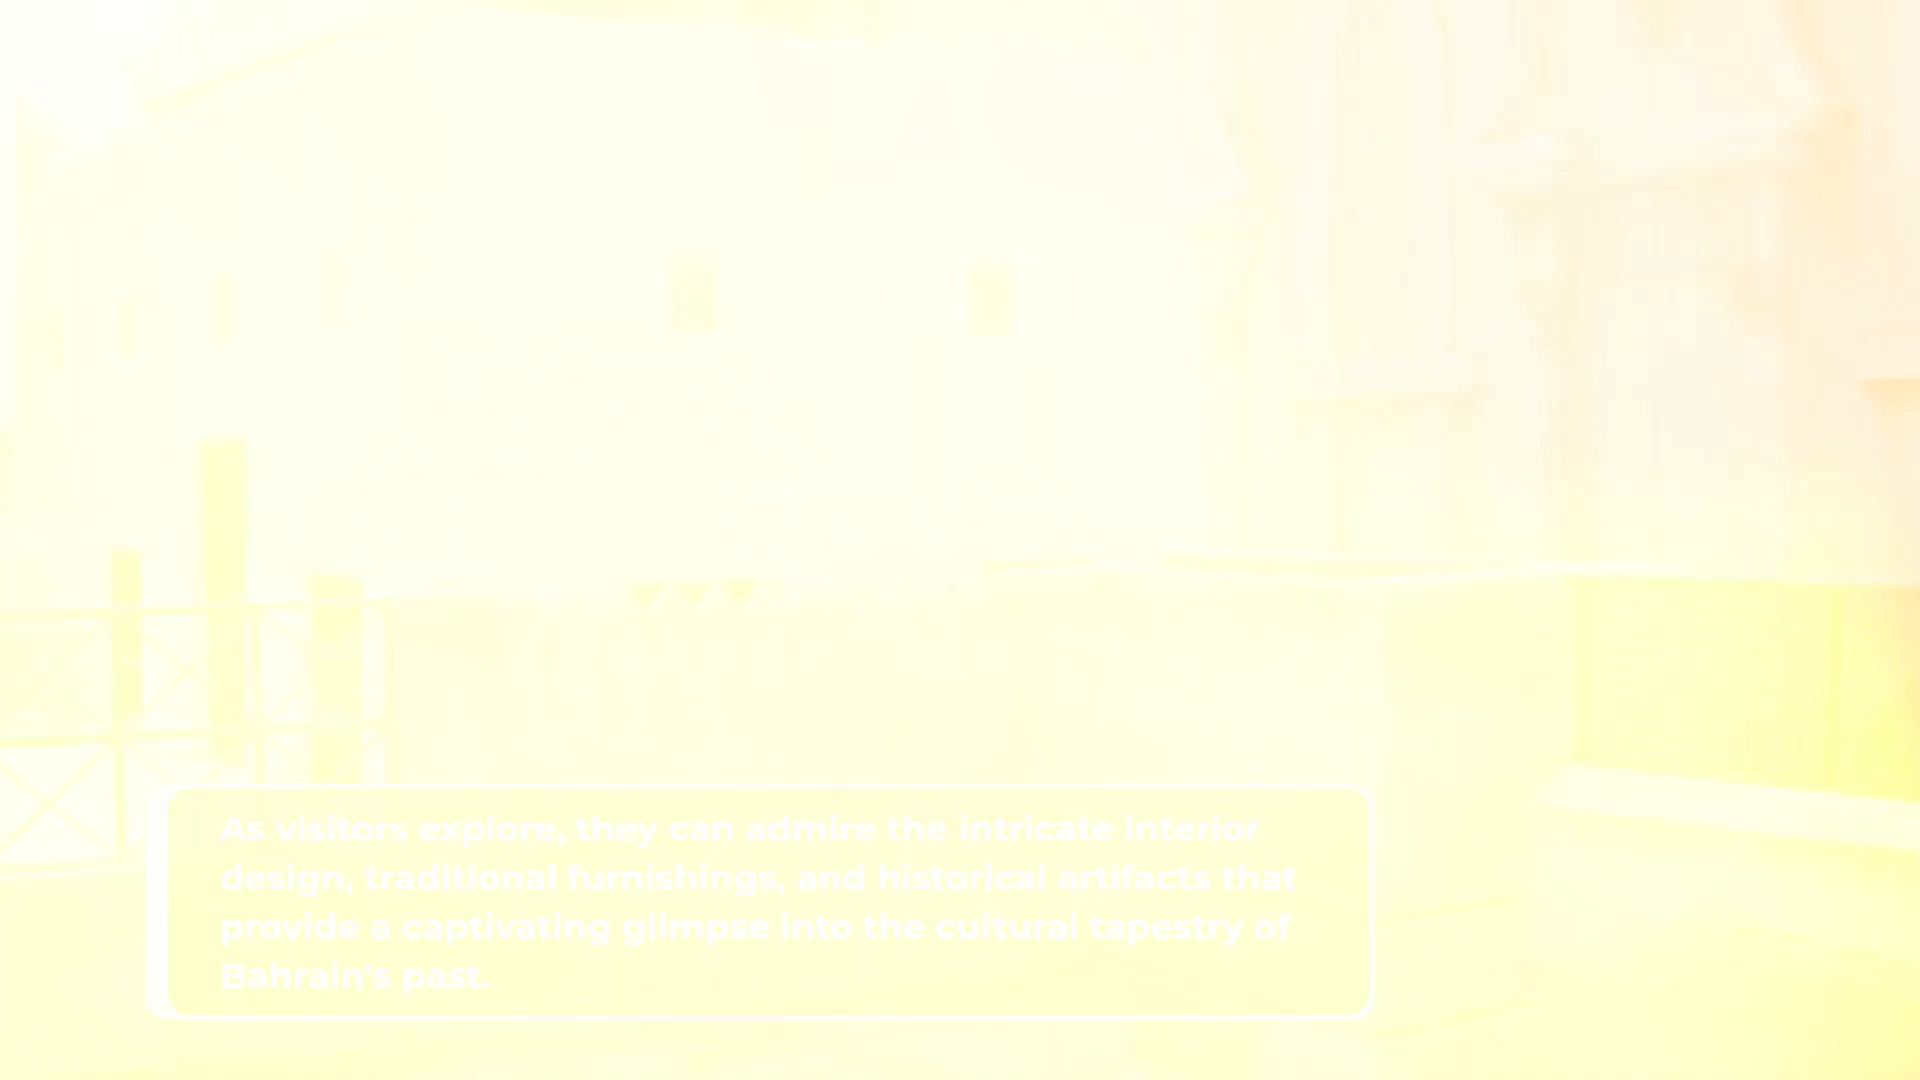 As visitors explore, they can admire the intricate interior
design, traditional furnishings, and historical artifacts that
provide a captivating glimpse into the cultural tapestry of
Bahrain's past.